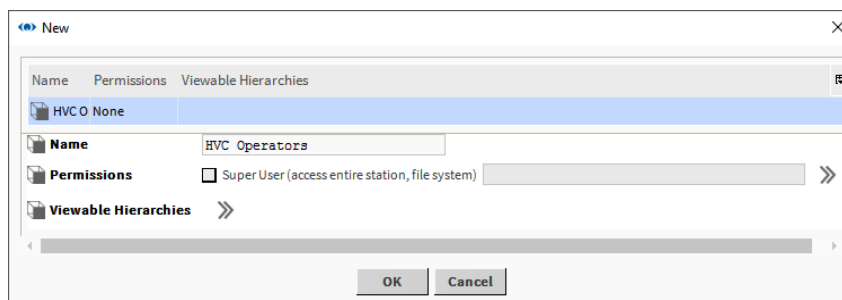 New
Name Permissions Viewable Hierarchies
HVC O None
Name HVC Operators
Permissions Super User (access entire station, file system)
Viewable Hierarchies
OK Cancel